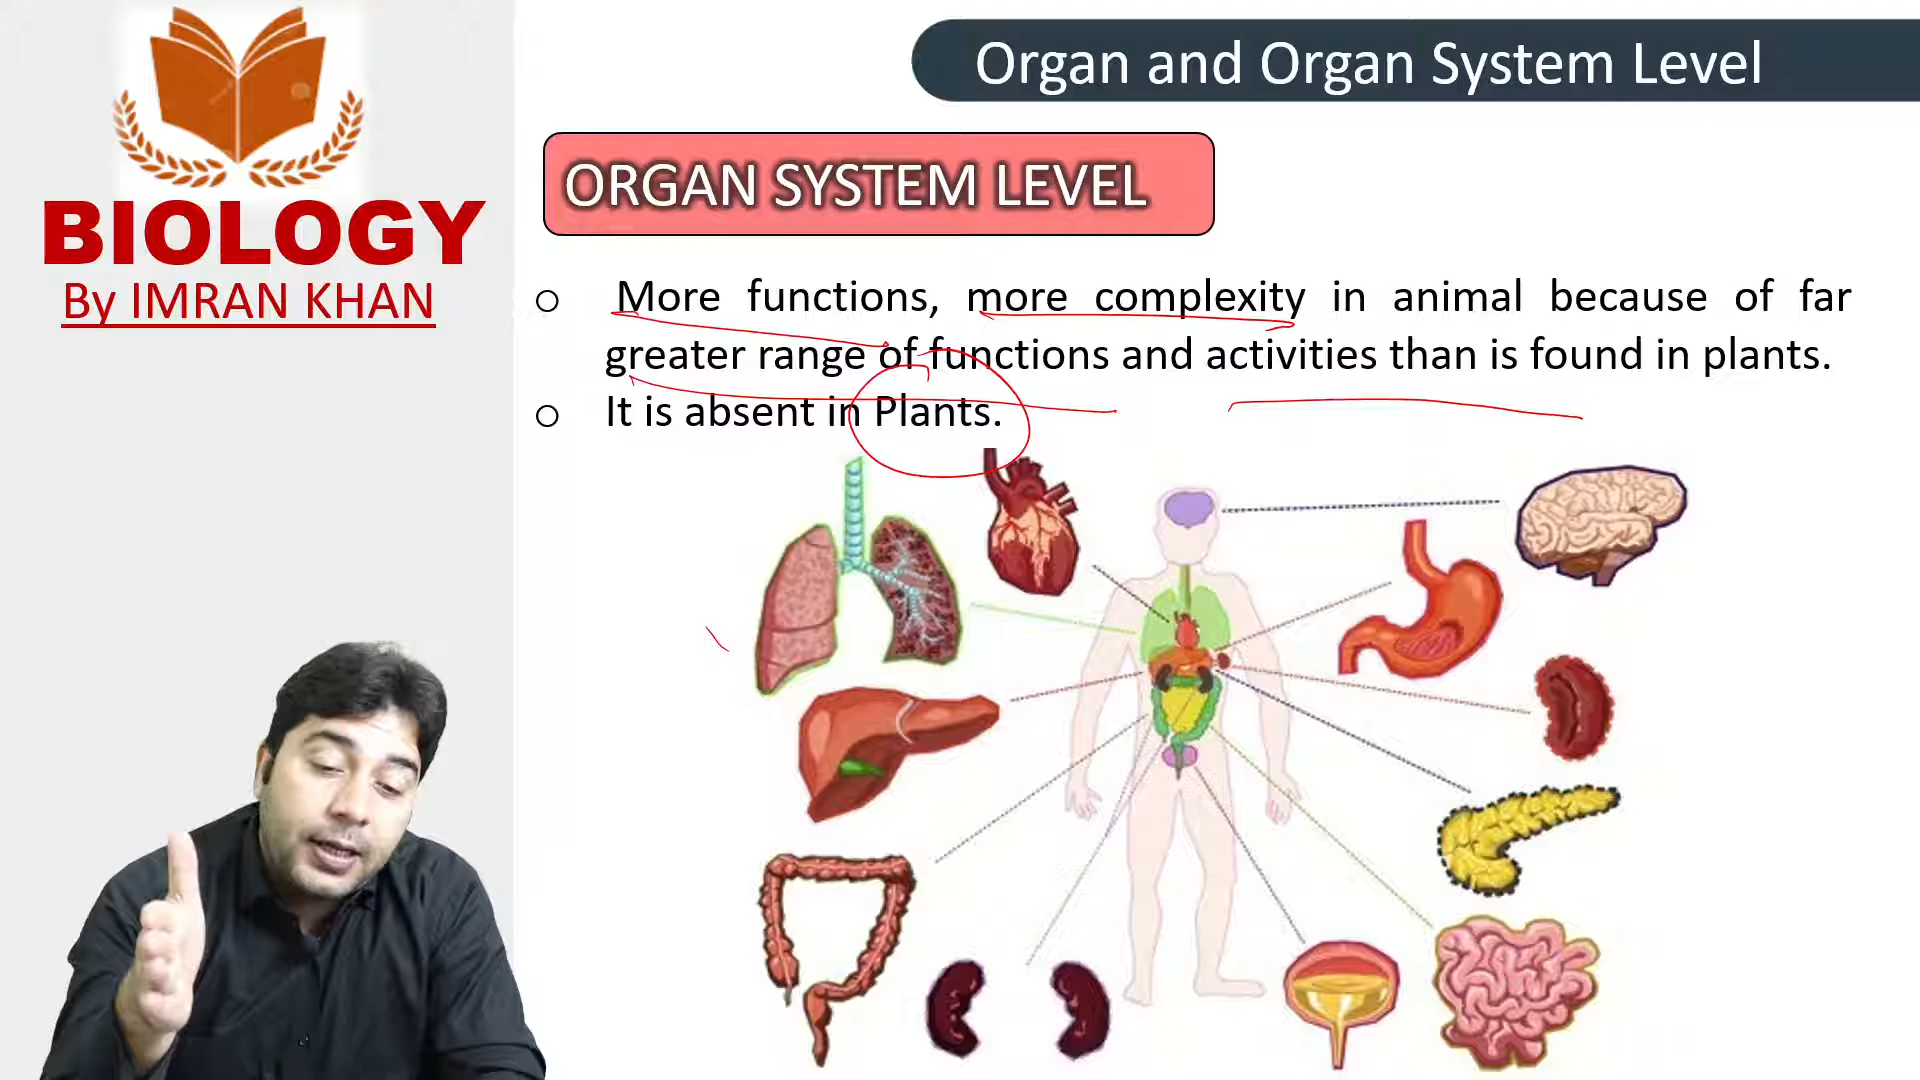 Organ and Organ System Level
BIOLOGY
By IMRAN KHAN
ORGAN SYSTEM LEVEL
More functions, more complexity in animal because of far
greater range of functions and activities than is found in plants.
It is absent in Plants.